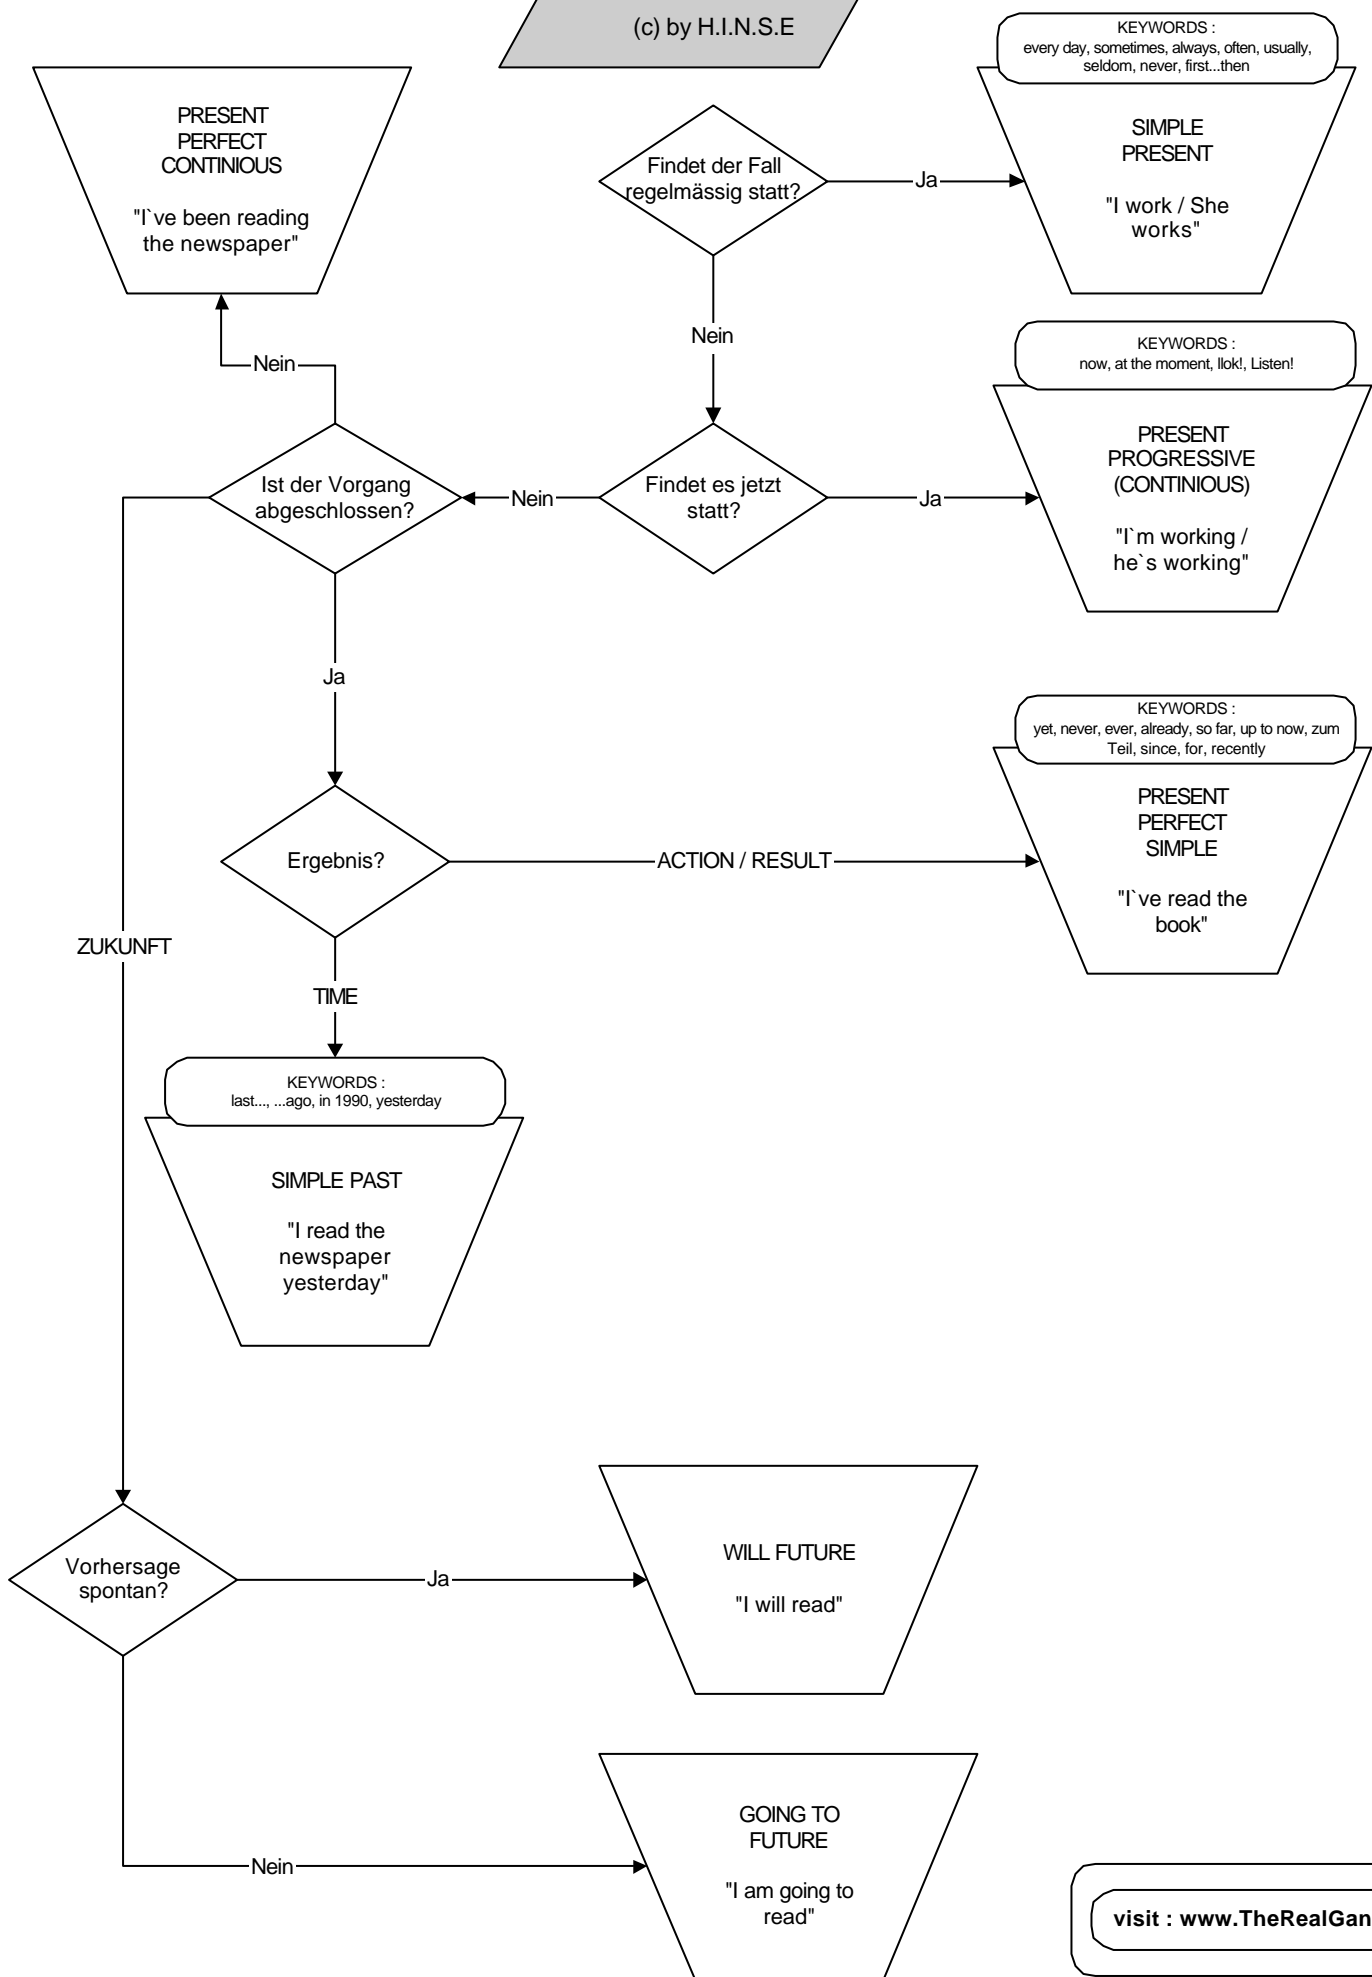 (c) by H.I.N.S.E
KEYWORDS :
every day, sometimes, always, often, usually,
seldom, never, first...then
PRESENT
PERFECT
CONTINIOUS
"I`ve been reading
the newspaper"
Findet der Fall
regelmässig statt?
Ja
SIMPLE
PRESENT
"I work / She
works"
Nein
Nein
KEYWORDS :
now, at the moment, llok!, Listen!
PRESENT
PROGRESSIVE
(CONTINIOUS)
"I`m working /
he`s working"
Ist der Vorgang
abgeschlossen?
Nein
Findet es jetzt
statt?
Ja
Ja
KEYWORDS :
yet, never, ever, already, so far, up to now, zum
Teil, since, for, recently
PRESENT
PERFECT
SIMPLE
"I`ve read the
book"
Ergebnis?
ACTION / RESULT
ZUKUNFT
TIME
KEYWORDS :
last..., ...ago, in 1990, yesterday
SIMPLE PAST
"I read the
newspaper
yesterday"
Vorhersage
spontan?
Ja
WILL FUTURE
"I will read"
Nein
GOING TO
FUTURE
"I am going to
read"
visit : www.TheRealGan